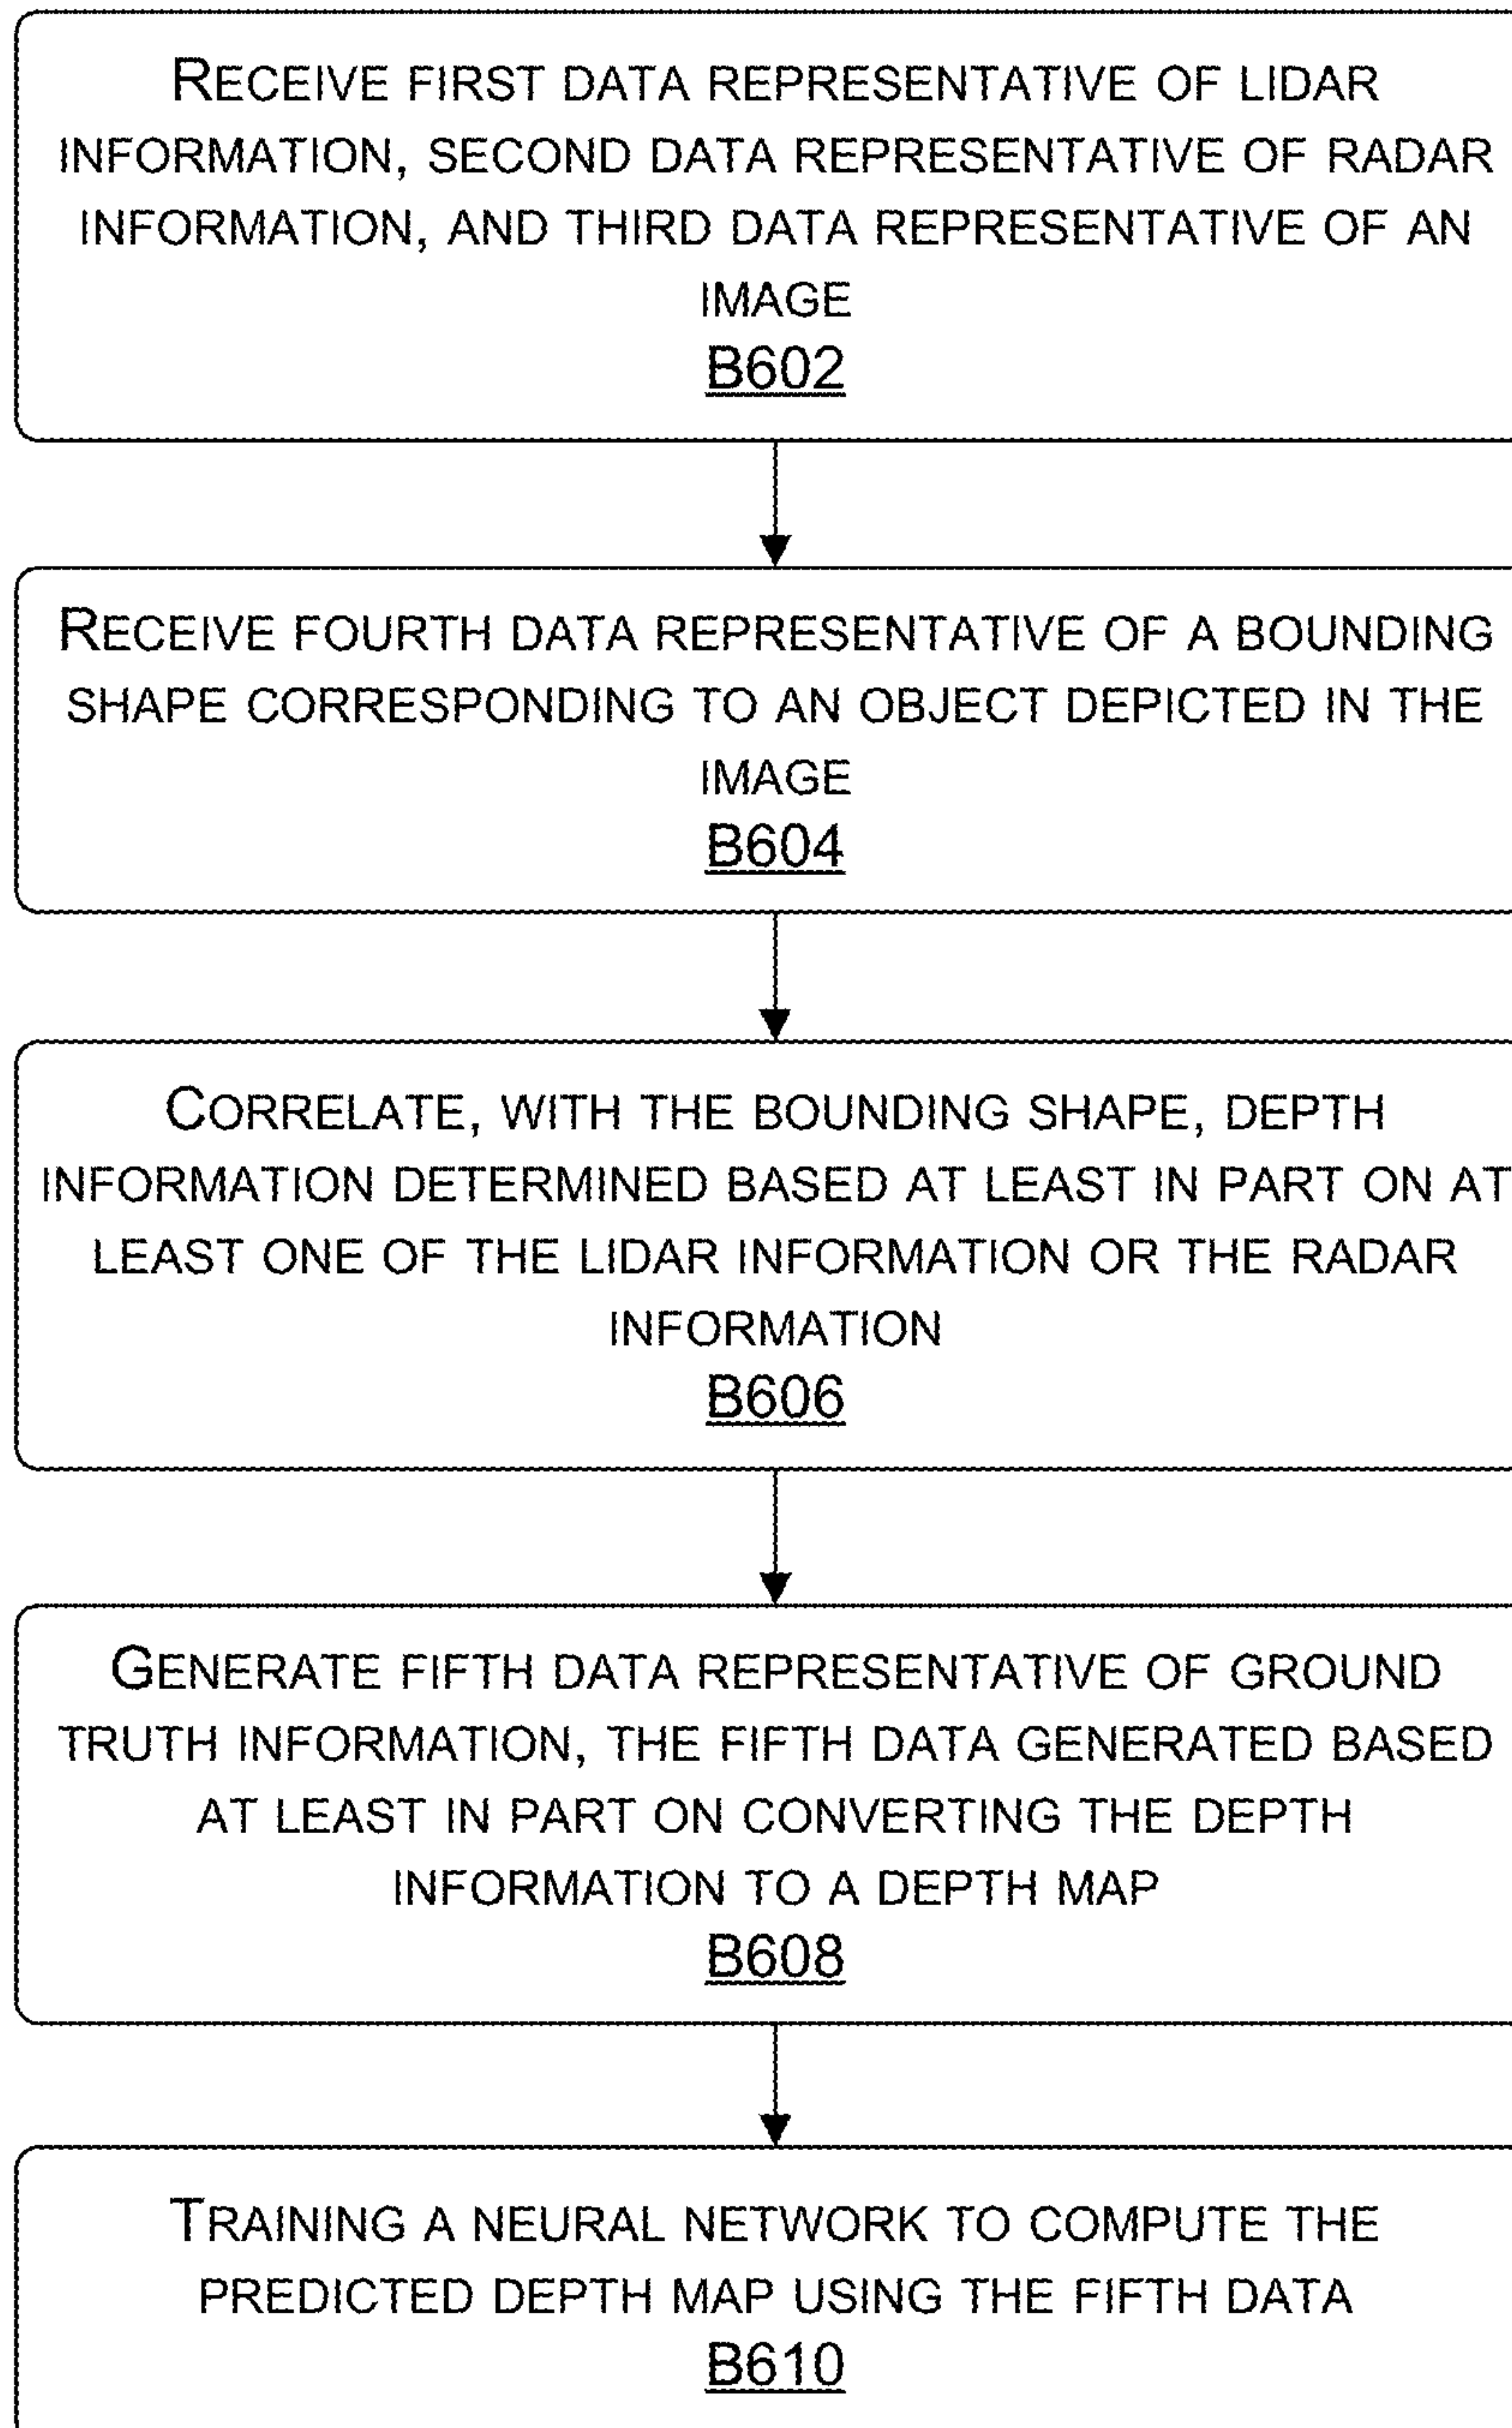 RECEIVE FIRST DATA REPRESENTATIVE OF LIDAR
INFORMATION, SECOND DATA REPRESENTATIVE OF RADAR
INFORMATION, AND THIRD DATA REPRESENTATIVE OF AN
IMAGE
B602
RECEIVE FOURTH DATA REPRESENTATIVE OF A BOUNDING
SHAPE CORRESPONDING TO AN OBJECT DEPICTED IN THE
IMAGE
B604
CORRELATE, WITH THE BOUNDING SHAPE, DEPTH
INFORMATION DETERMINED BASED AT LEAST IN PART ON AT
LEAST ONE OF THE LIDAR INFORMATION OR THE RADAR
INFORMATION
B606
GENERATE FIFTH DATA REPRESENTATIVE OF GROUND
TRUTH INFORMATION, THE FIFTH DATA GENERATED BASED
AT LEAST IN PART ON CONVERTING THE DEPTH
INFORMATION TO A DEPTH MAP
B608
TRAINING A NEURAL NETWORK TO COMPUTE THE
PREDICTED DEPTH MAP USING THE FIFTH DATA
B610